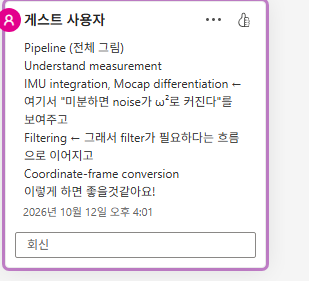 게스트 사용자
Pipeline (전체 그림)
Understand measurement
IMU integration, Mocap differentiation ←
여기서 "미분하면 noise가 ω²로 커진다"를
보여주고
Filtering ← 그래서 filter가 필요하다는 흐름
으로 이어지고
Coordinate-frame conversion
이렇게 하면 좋을것같아요!
2026년 10월 12일 오후 4:01
회신